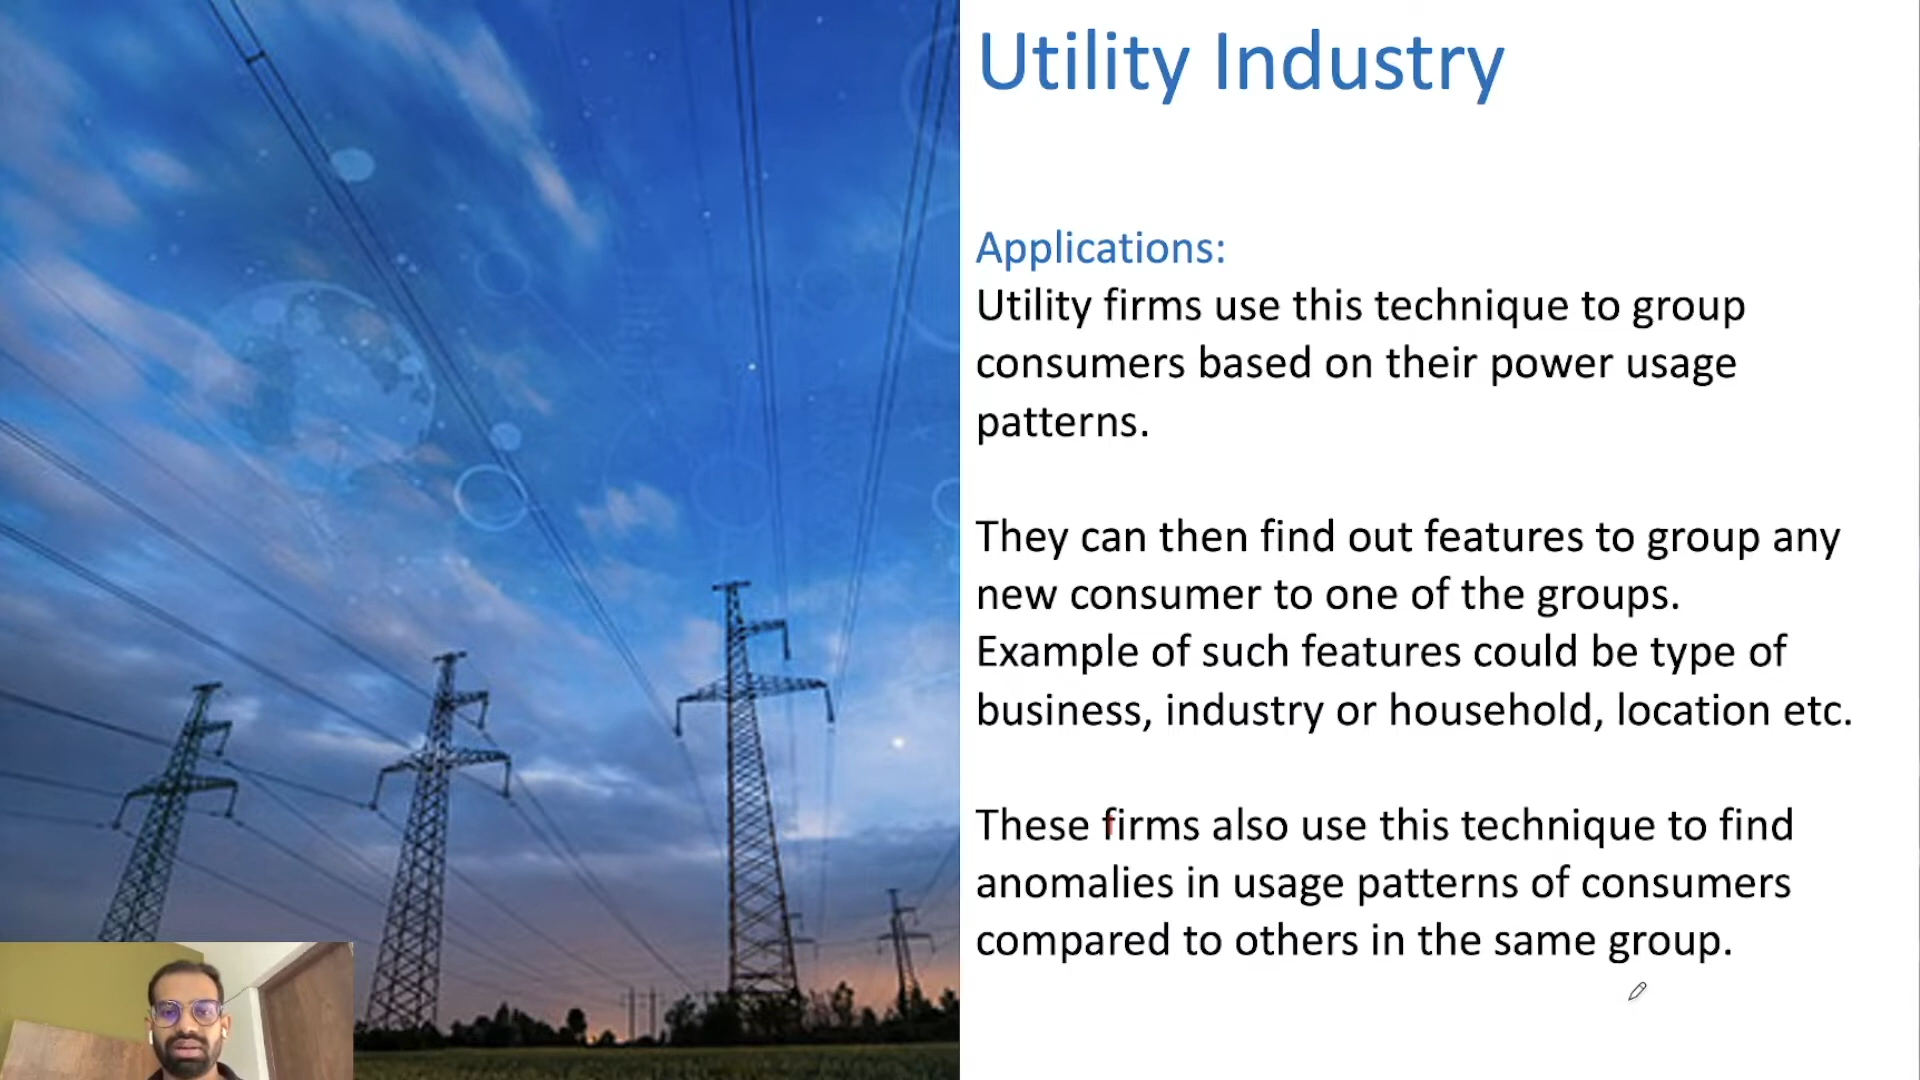 Utility Industry
Applications:
Utility firms use this technique to group
consumers based on their power usage
patterns.
They can then find out features to group any
new consumer to one of the groups.
Example of such features could be type of
business, industry or household, location etc.
These firms also use this technique to find
anomalies in usage patterns of consumers
compared to others in the same group.